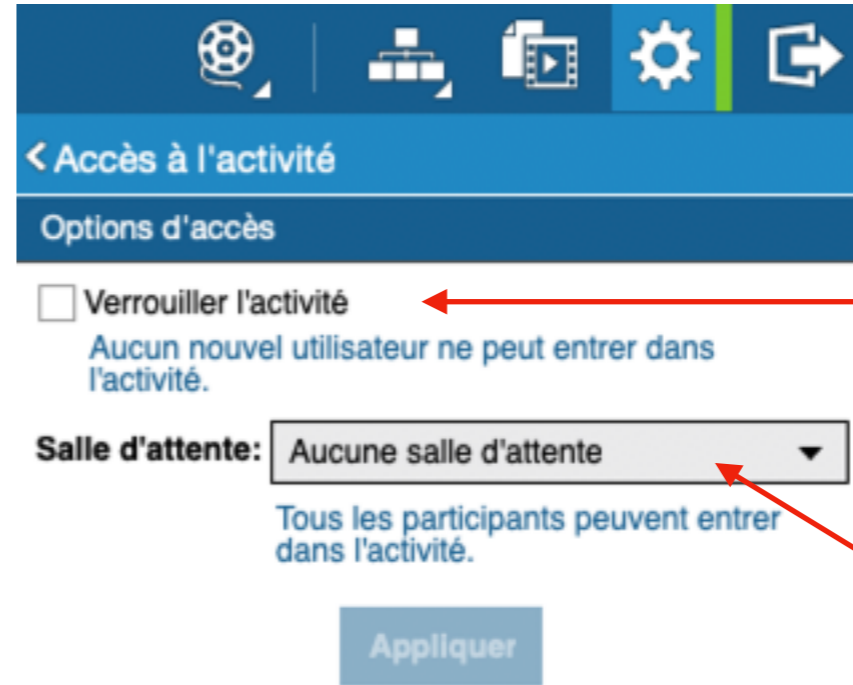 Accès à l'activité
Options d'accès
Verrouiller l'activité
Aucun nouvel utilisateur ne peut entrer dans
l'activité.
Salle d'attente: Aucune salle d'attente
Tous les participants peuvent entrer
dans l'activité.
Appliquer